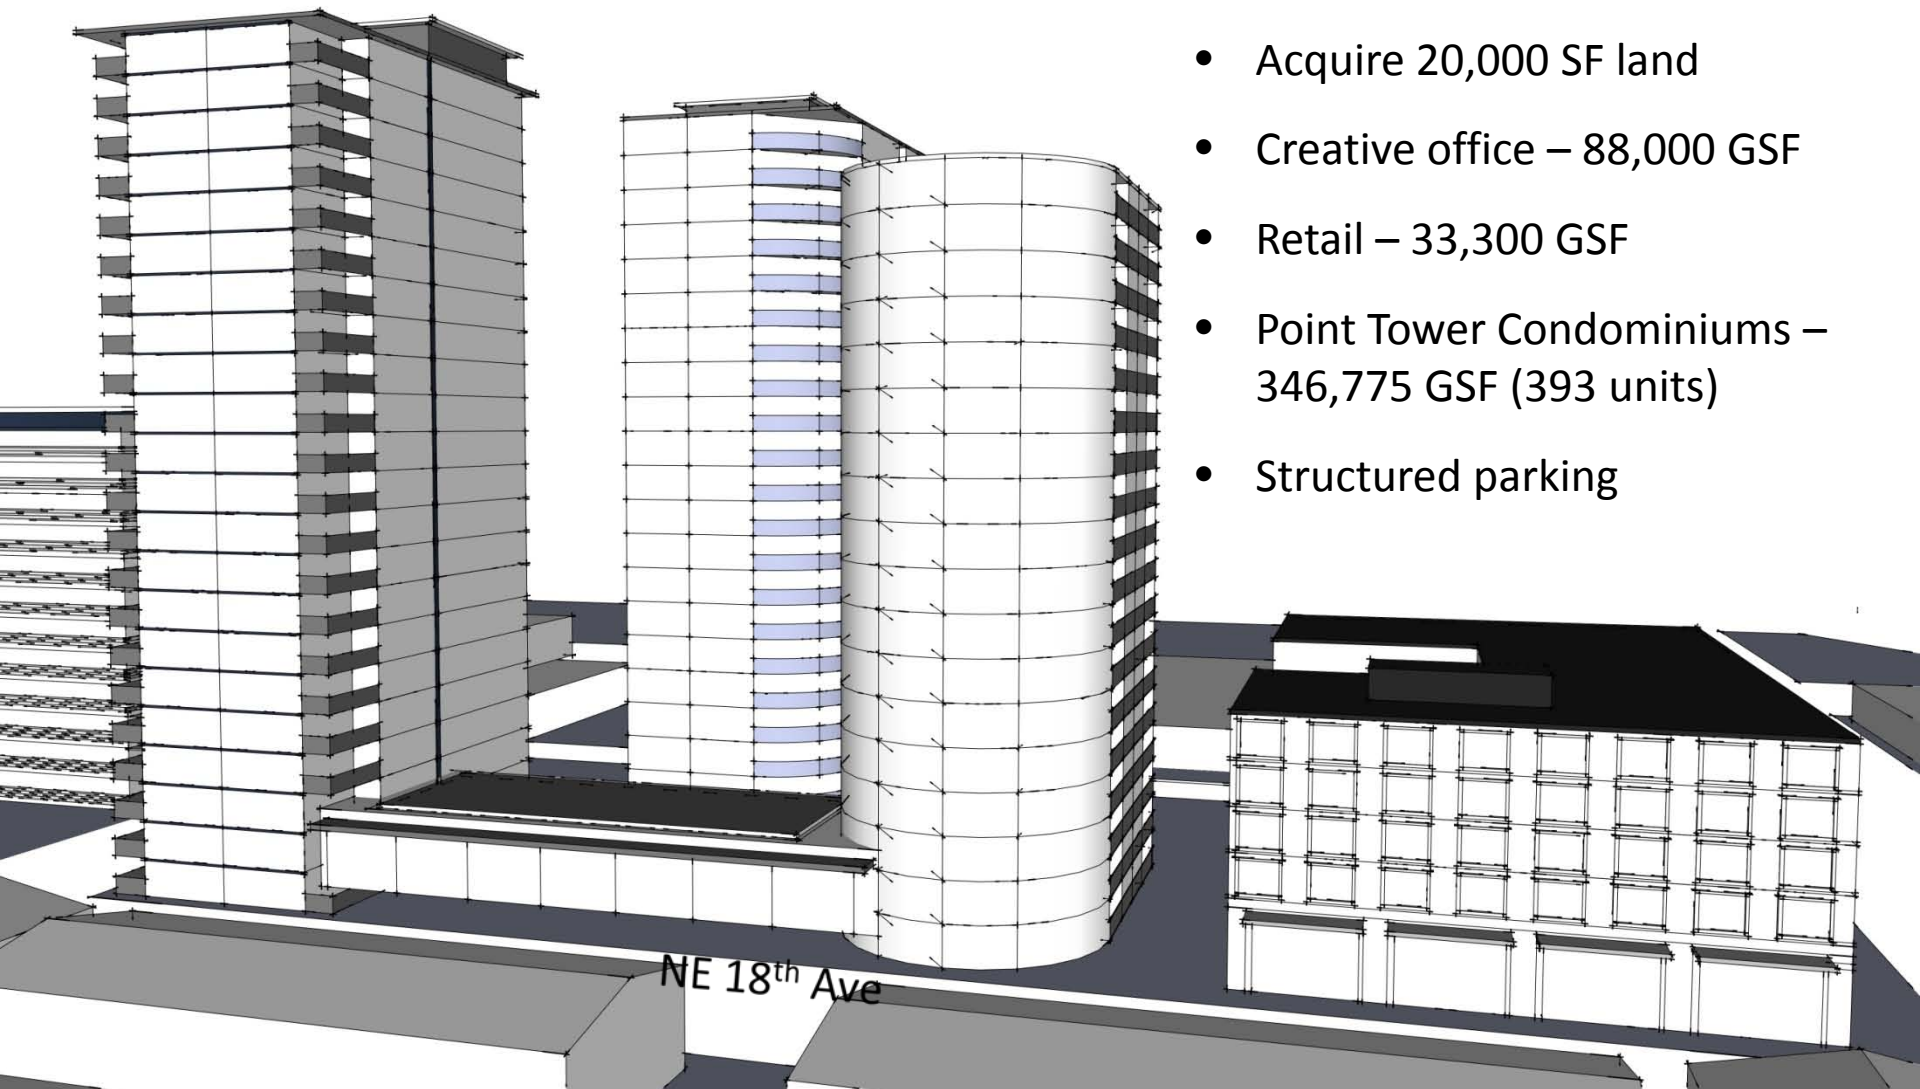 • Acquire 20,000 SF land
• Creative office – 88,000 GSF
• Retail – 33,300 GSF
• Point Tower Condominiums –
346,775 GSF (393 units)
• Structured parking
NE 18th Ave